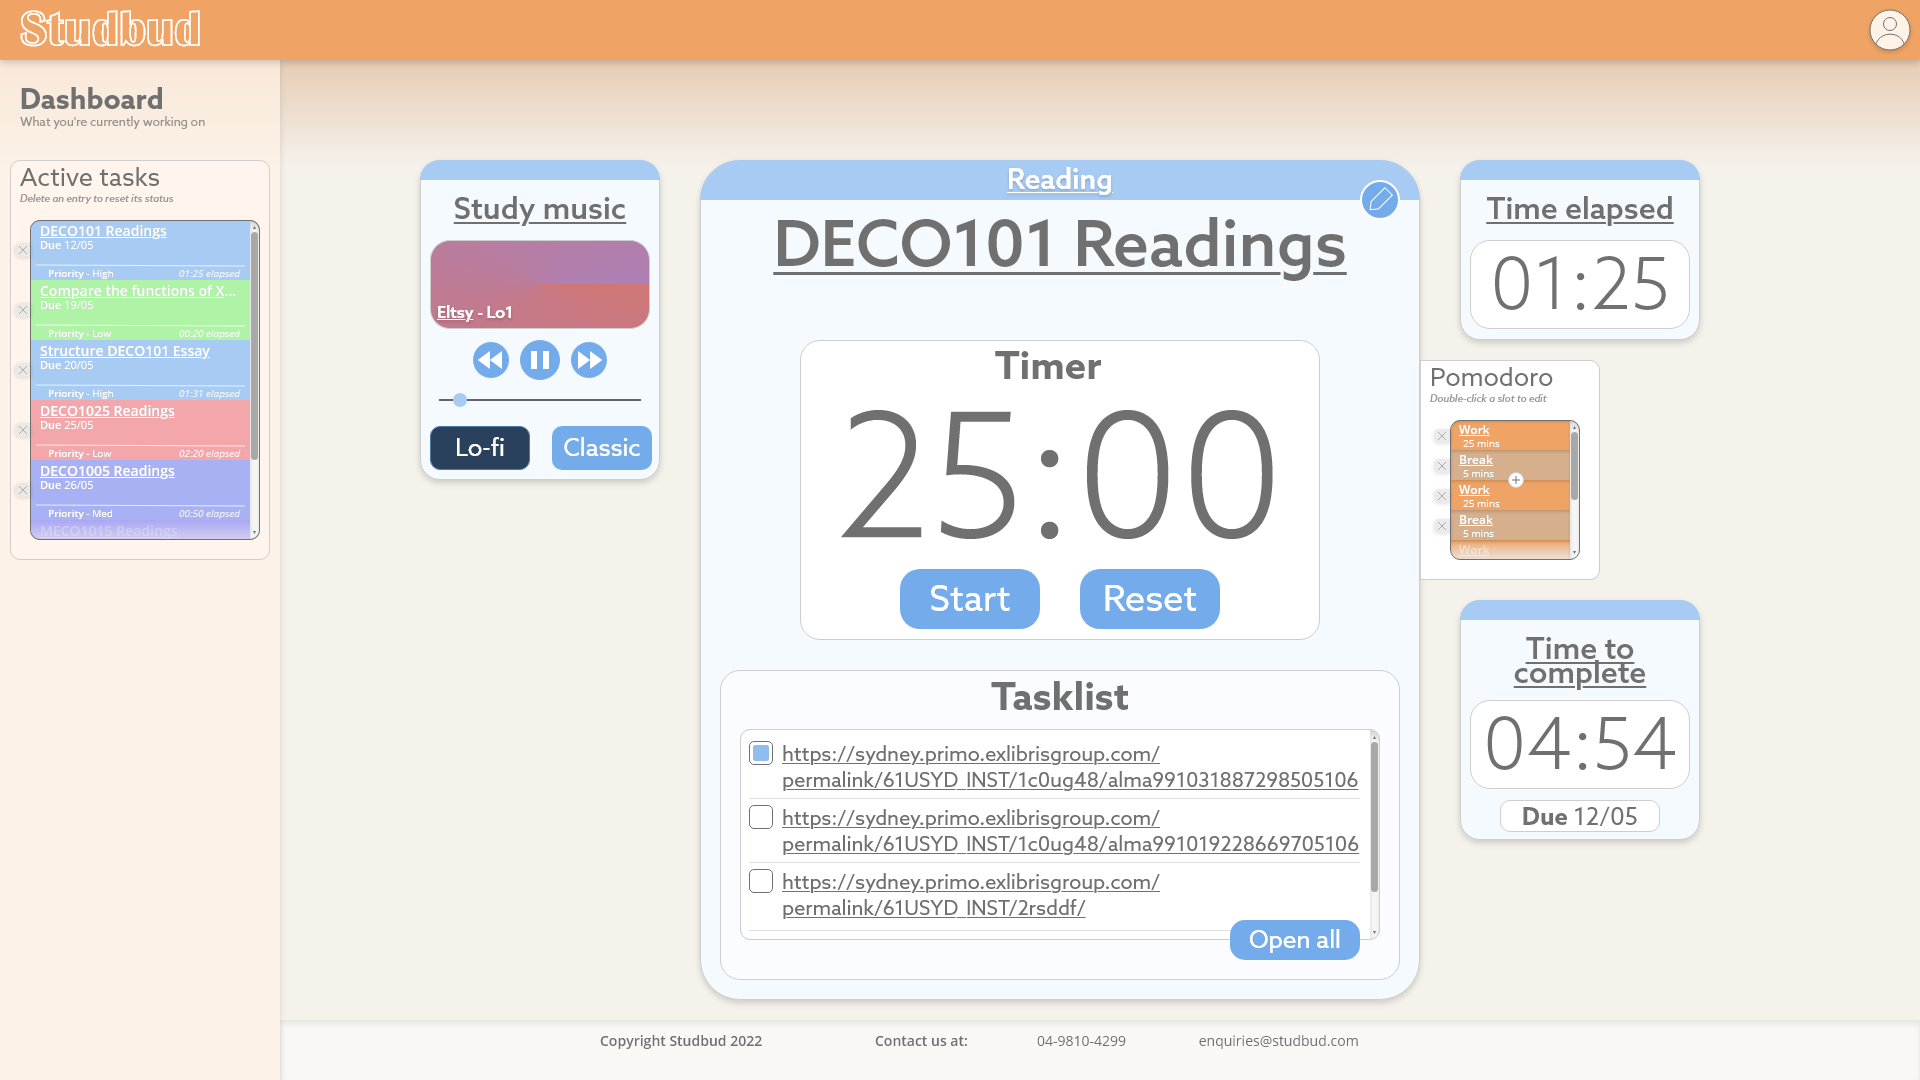 Studbud
Dashboard
What you're currently working on
Active tasks
Delete an entry to reset its status
DECO101 Readings
Due 12/05
Priority - High 01:25 elapsed
Compare the functions of X...
Due 19/05
Priority - Low 00:20 elapsed
Structure DECO101 Essay
Due 20/05
Priority - High 01:31 elapsed
DECO1025 Readings
Due 25/05
Priority - Low 02:20 elapsed
DECO1005 Readings
Due 26/05
Priority - Med 00:50 elapsed
MECO1015 Readings
Study music
Eltsy - Lo1
Lo-fi
Classic
Reading
DECO101 Readings
Timer
25:00
Start
Reset
Tasklist
https://sydney.primo.exlibrisgroup.com/
permalink/61USYD_INST/1c0ug48/alma991031887298505106
https://sydney.primo.exlibrisgroup.com/
permalink/61USYD_INST/1c0ug48/alma991019228669705106
https://sydney.primo.exlibrisgroup.com/
permalink/61USYD_INST/2rsddf/
Open all
Time elapsed
01:25
Pomodoro
Double-click a slot to edit
Work
25 mins
Break
5 mins
Work
25 mins
Break
5 mins
Work
Time to
complete
04:54
Due 12/05
Copyright Studbud 2022
Contact us at:
04-9810-4299
enquiries@studbud.com